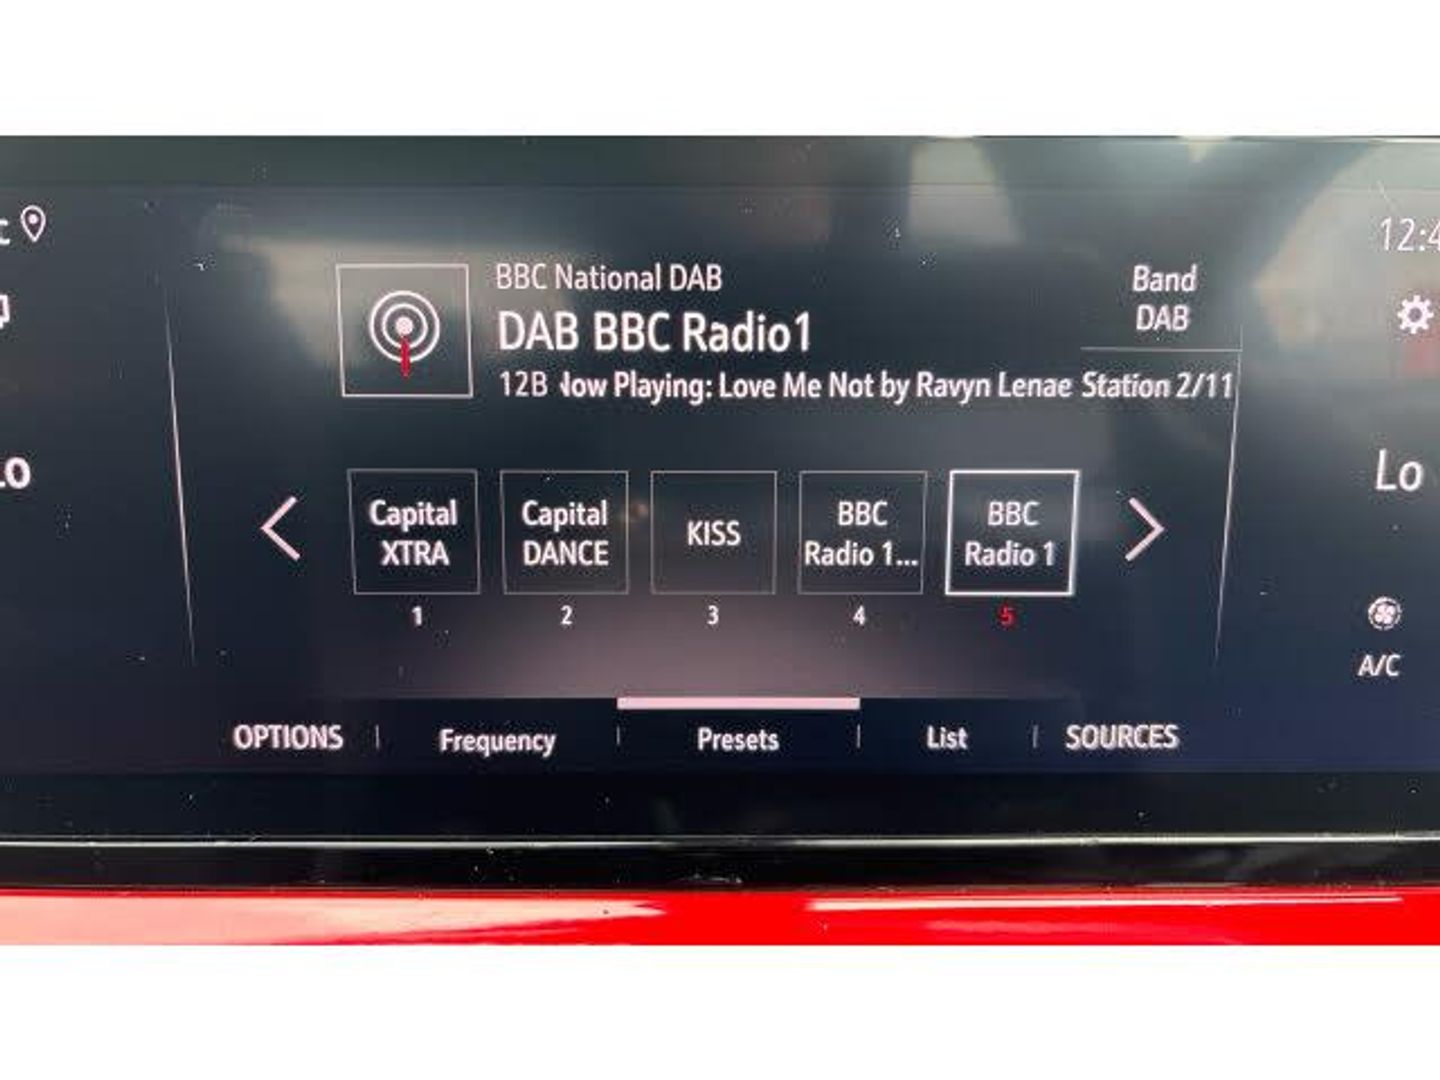 BBC National DAB
DAB BBC Radio1
12B Now Playing: Love Me Not by Ravyn Lenae Station 2/11
Band
DAB
Lo
Capital
XTRA
Capital
DANCE
KISS
BBC
Radio 1...
BBC
Radio 1
1
2
3
4
5
A/C
OPTIONS
Frequency
Presets
List
SOURCES